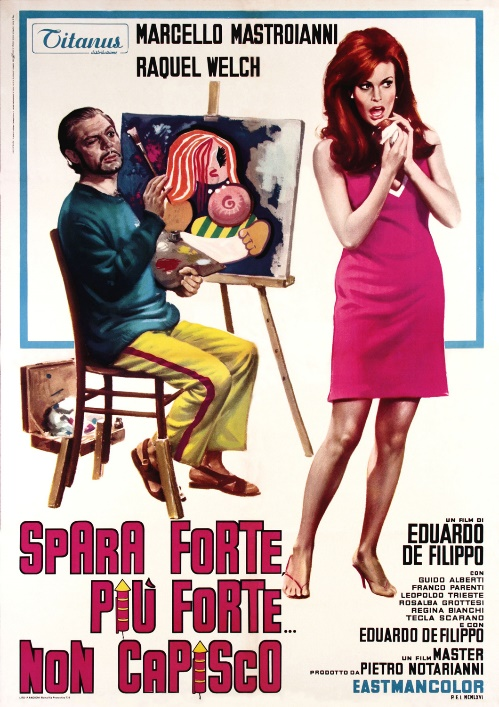 Titanus
distribuzione
MARCELLO MASTROIANNI
RAQUEL WELCH
SPARA FORTE
PIÙ FORTE...
NON CAPISCO
UN FILM DI
EDUARDO
DE FILIPPO
CON
GUIDO ALBERTI
FRANCO PARENTI
LEOPOLDO TRIESTE
ROSALBA GROTTESI
REGINA BIANCHI
TECLA SCARANO
E CON
EDUARDO DE FILIPPO
UN FILM MASTER
PRODOTTO DA PIETRO NOTARIANNI
EASTMANCOLOR
P.E.I. MCMLXVI